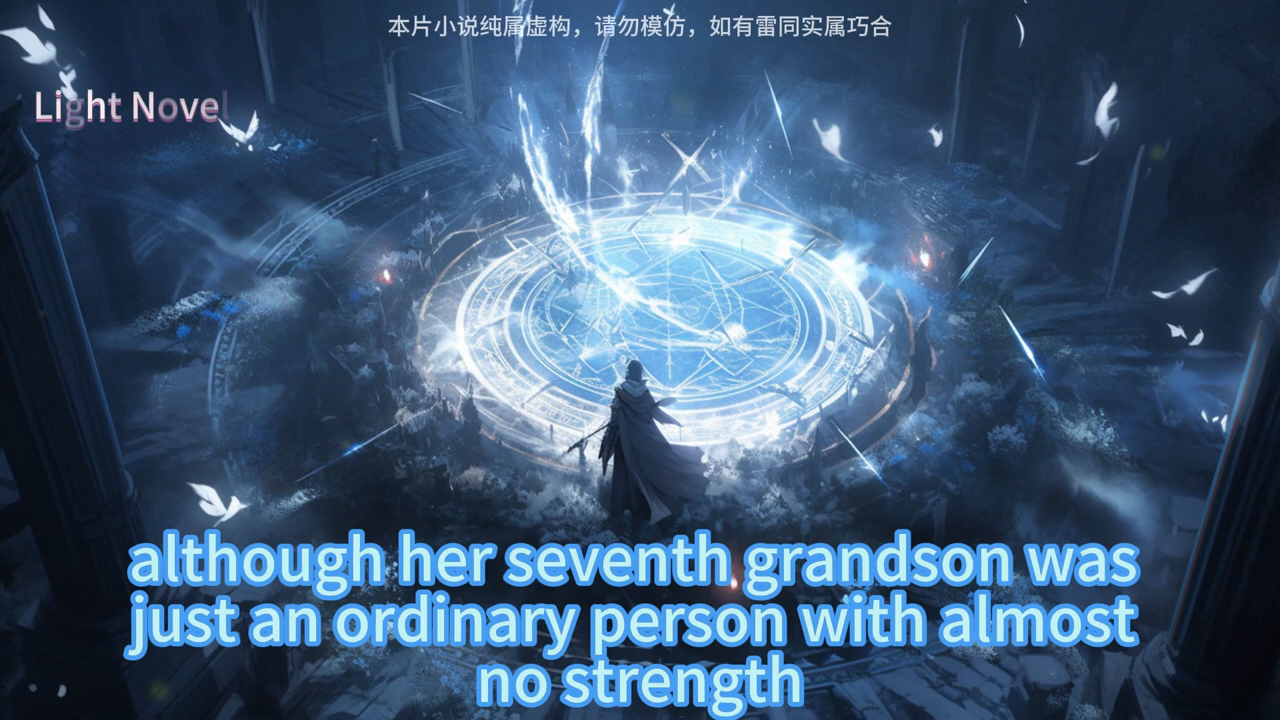 本片小说纯属虚构，请勿模仿，如有雷同实属巧合
Light Novel
although her seventh grandson was
just an ordinary person with almost
no strength